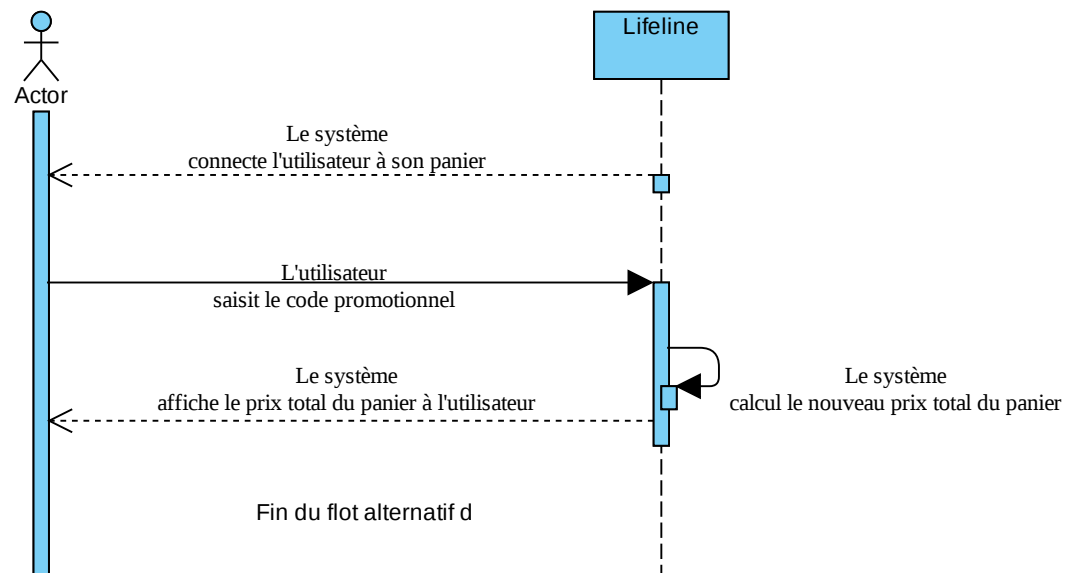 Lifeline
Actor
Le système
connecte l'utilisateur à son panier
L'utilisateur
saisit le code promotionnel
Le système
calcul le nouveau prix total du panier
Le système
affiche le prix total du panier à l'utilisateur
Fin du flot alternatif d